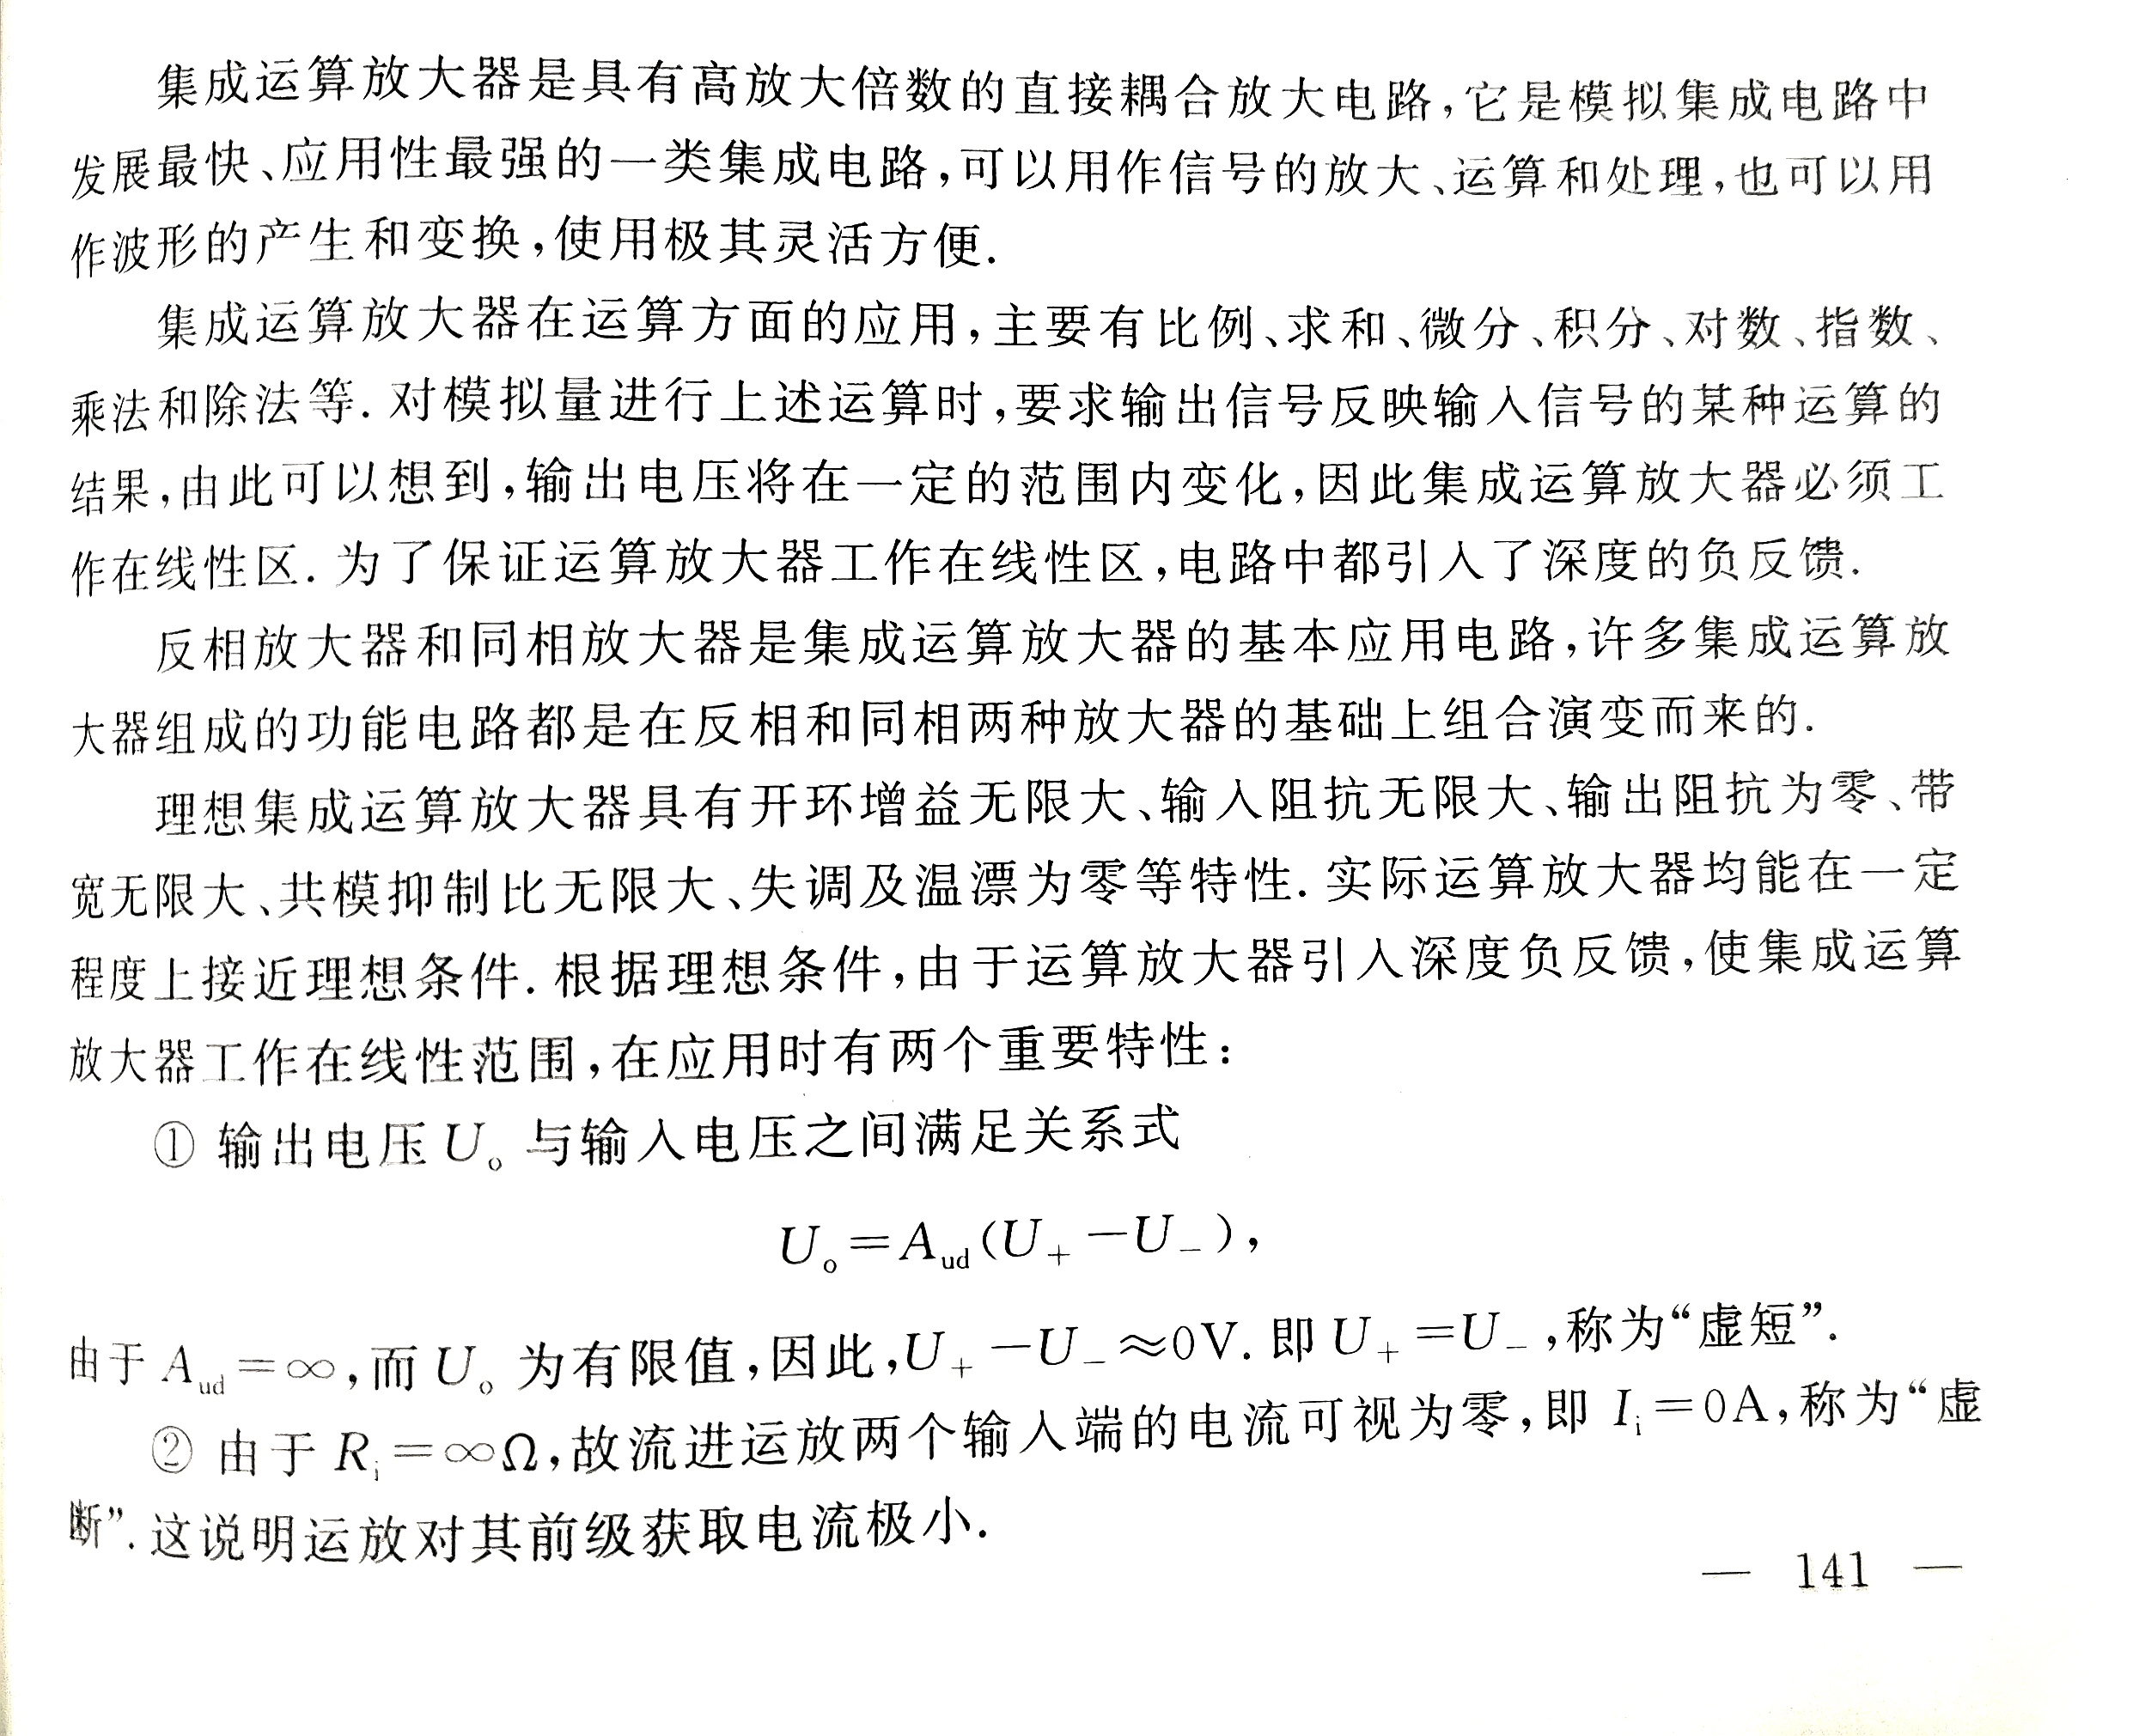 集成运算放大器是具有高放大倍数的直接耦合放大电路,它是模拟集成电路中
发展最快、应用性最强的一类集成电路,可以用作信号的放大、运算和处理,也可以用
作波形的产生和变换,使用极其灵活方便.
集成运算放大器在运算方面的应用,主要有比例、求和、微分、积分、对数、指数、
乘法和除法等.对模拟量进行上述运算时,要求输出信号反映输入信号的某种运算的
结果,由此可以想到,输出电压将在一定的范围内变化,因此集成运算放大器必须工
作在线性区.为了保证运算放大器工作在线性区,电路中都引入了深度的负反馈.
反相放大器和同相放大器是集成运算放大器的基本应用电路,许多集成运算放
大器组成的功能电路都是在反相和同相两种放大器的基础上组合演变而来的.
理想集成运算放大器具有开环增益无限大、输入阻抗无限大、输出阻抗为零、带
宽无限大、共模抑制比无限大、失调及温漂为零等特性.实际运算放大器均能在一定
程度上接近理想条件.根据理想条件,由于运算放大器引入深度负反馈,使集成运算
放大器工作在线性范围,在应用时有两个重要特性:
① 输出电压 Uₒ 与输入电压之间满足关系式
U_o=A_ud(U_+−U_−),
由于 A_ud=∞,而 U_o 为有限值,因此,U_+−U_−≈0V.即 U_+=U_−,称为“虚短”.
② 由于 R_i=∞Ω,故流进运放两个输入端的电流可视为零,即 I_i=0A,称为“虚
断”.这说明运放对其前级获取电流极小.
— 141 —